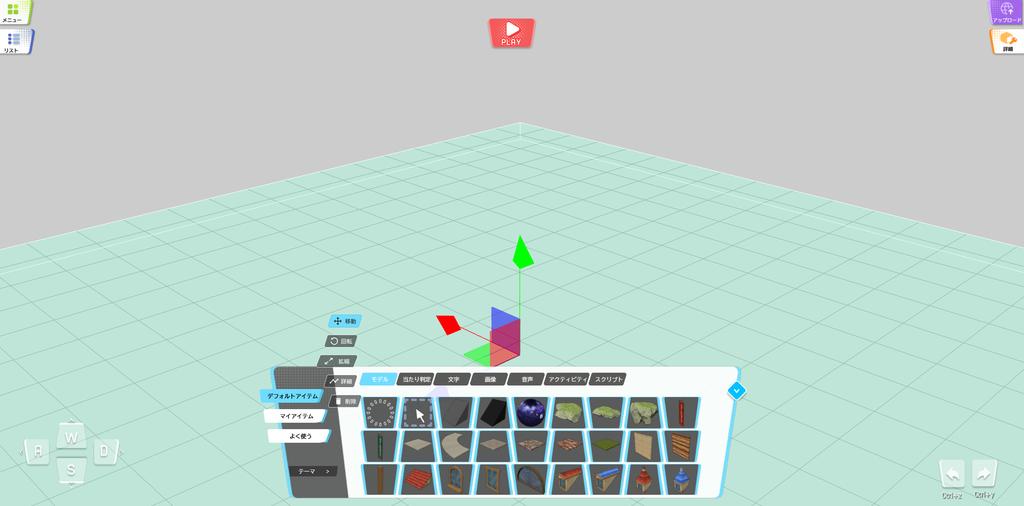 メニュー
リスト
PLAY
アップロード
詳細
移動
回転
拡縮
詳細
削除
モデル
当たり判定
文字
画像
音声
アクティビティ
スクリプト
デフォルトアイテム
マイアイテム
よく使う
テーマ >
W
A
S
D
Ctrl+z
Ctrl+y